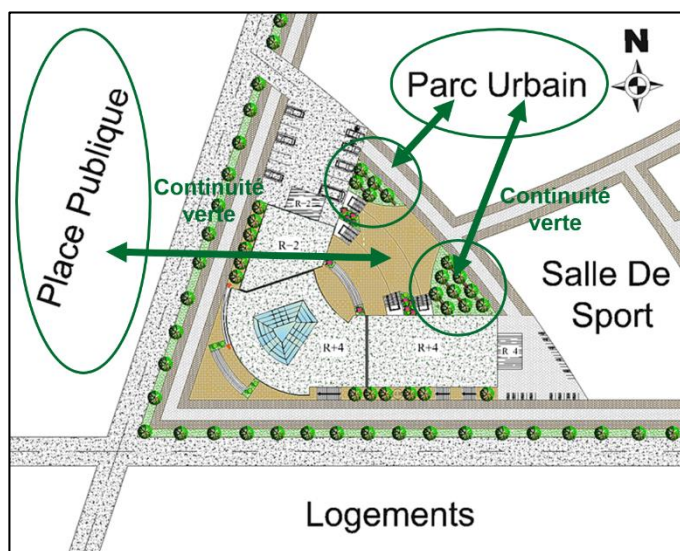 N
Parc Urbain
Place Publique
Continuité
verte
Continuité
verte
R-2
R-2
Salle De
Sport
R+4
R+4
R-4
Logements